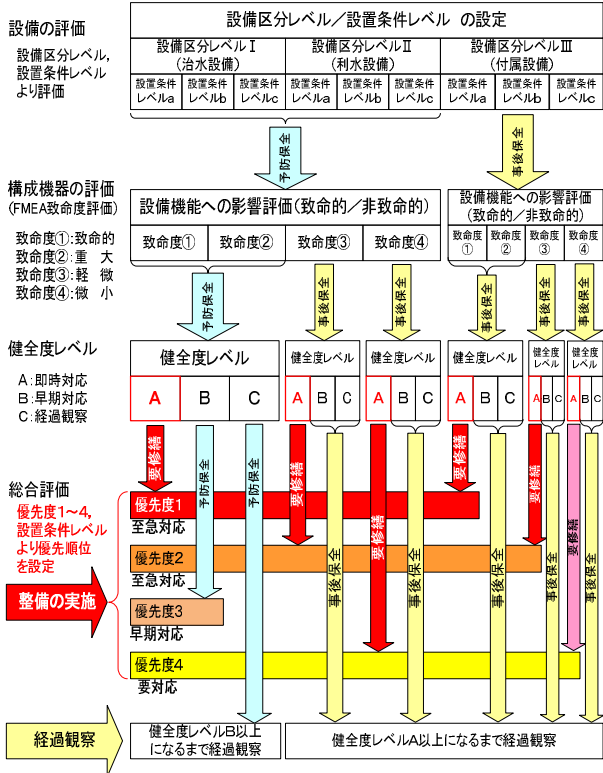 設備の評価
設備区分レベル,
設置条件レベル
より評価
設備区分レベル／設置条件レベル の設定
設備区分レベルⅠ
(治水設備)
設備区分レベルⅡ
(利水設備)
設備区分レベルⅢ
(付属設備)
設置条件
レベルa
設置条件
レベルb
設置条件
レベルc
設置条件
レベルa
設置条件
レベルb
設置条件
レベルc
設置条件
レベルa
設置条件
レベルb
設置条件
レベルc
予防保全
事後保全
構成機器の評価
(FMEA致命度評価)
致命度①:致命的
致命度②:重 大
致命度③:軽 微
致命度④:微 小
設備機能への影響評価(致命的／非致命的)
致命度①
致命度②
致命度③
致命度④
設備機能への影響評価
(致命的／非致命的)
致命度
①
致命度
②
致命度
③
致命度
④
予防保全
事後保全
事後保全
事後保全
事後保全
事後保全
健全度レベル
A:即時対応
B:早期対応
C:経過観察
健全度レベル
A
B
C
健全度レベル
A
B
C
健全度レベル
A
B
C
健全度レベル
A
B
C
健全度
レベル
A
B
C
健全度
レベル
A
B
C
要修繕
予防保全
予防保全
要修繕
事後保全
要修繕
事後保全
要修繕
事後保全
要修繕
事後保全
要修繕
事後保全
総合評価
優先度1～4,
設置条件レベル
より優先順位
を設定
整備の実施
優先度1
至急対応
優先度2
至急対応
優先度3
早期対応
優先度4
要対応
経過観察
健全度レベルB以上
になるまで経過観察
健全度レベルA以上になるまで経過観察